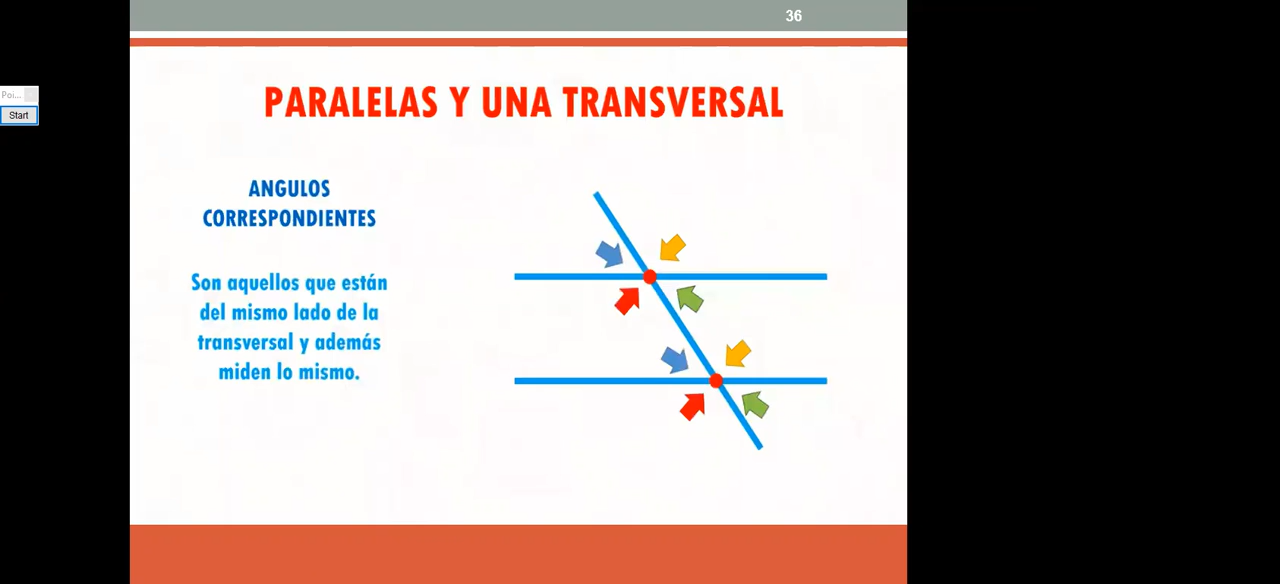 36
Poi...
Start
PARALELAS Y UNA TRANSVERSAL
ANGULOS
CORRESPONDIENTES
Son aquellos que están
del mismo lado de la
transversal y además
miden lo mismo.